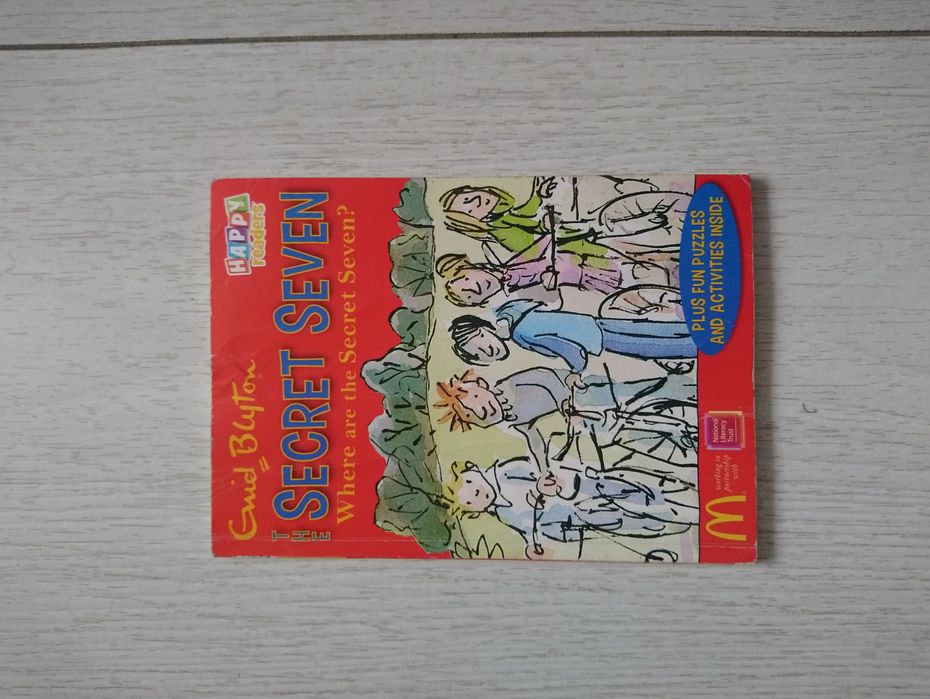 Enid Blyton
HAPPY
readers
THE
SECRET SEVEN
Where are the Secret Seven?
PLUS FUN PUZZLES
AND ACTIVITIES INSIDE
M
working in
partnership
with
National
Literacy
Trust